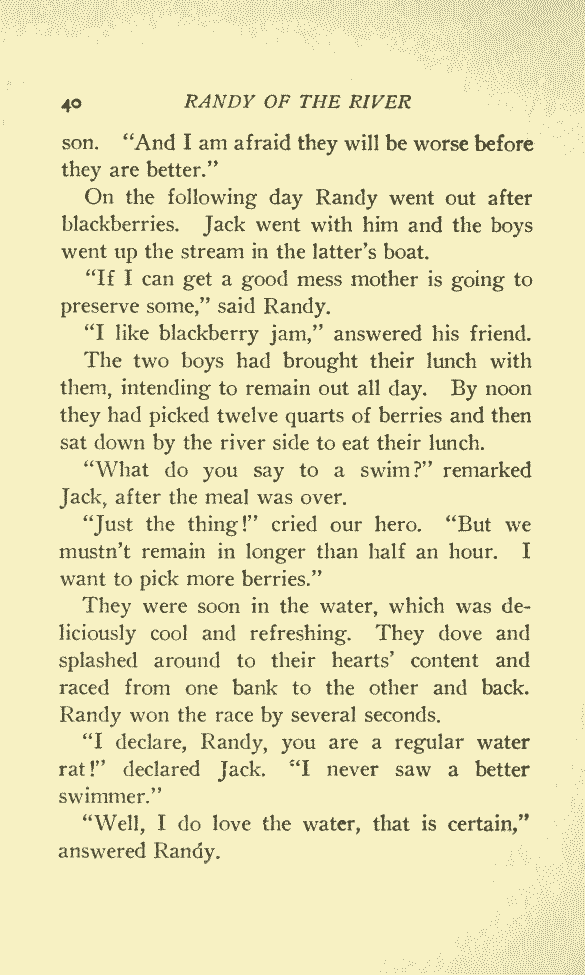 40 RANDY OF THE RIVER
son. “And I am afraid they will be worse before
they are better.”
On the following day Randy went out after
blackberries. Jack went with him and the boys
went up the stream in the latter’s boat.
“If I can get a good mess mother is going to
preserve some,” said Randy.
“I like blackberry jam,” answered his friend.
The two boys had brought their lunch with
them, intending to remain out all day. By noon
they had picked twelve quarts of berries and then
sat down by the river side to eat their lunch.
“What do you say to a swim?” remarked
Jack, after the meal was over.
“Just the thing!” cried our hero. “But we
mustn’t remain in longer than half an hour. I
want to pick more berries.”
They were soon in the water, which was de-
liciously cool and refreshing. They dove and
splashed around to their hearts’ content and
raced from one bank to the other and back.
Randy won the race by several seconds.
“I declare, Randy, you are a regular water
rat!” declared Jack. “I never saw a better
swimmer.”
“Well, I do love the water, that is certain,”
answered Randy.